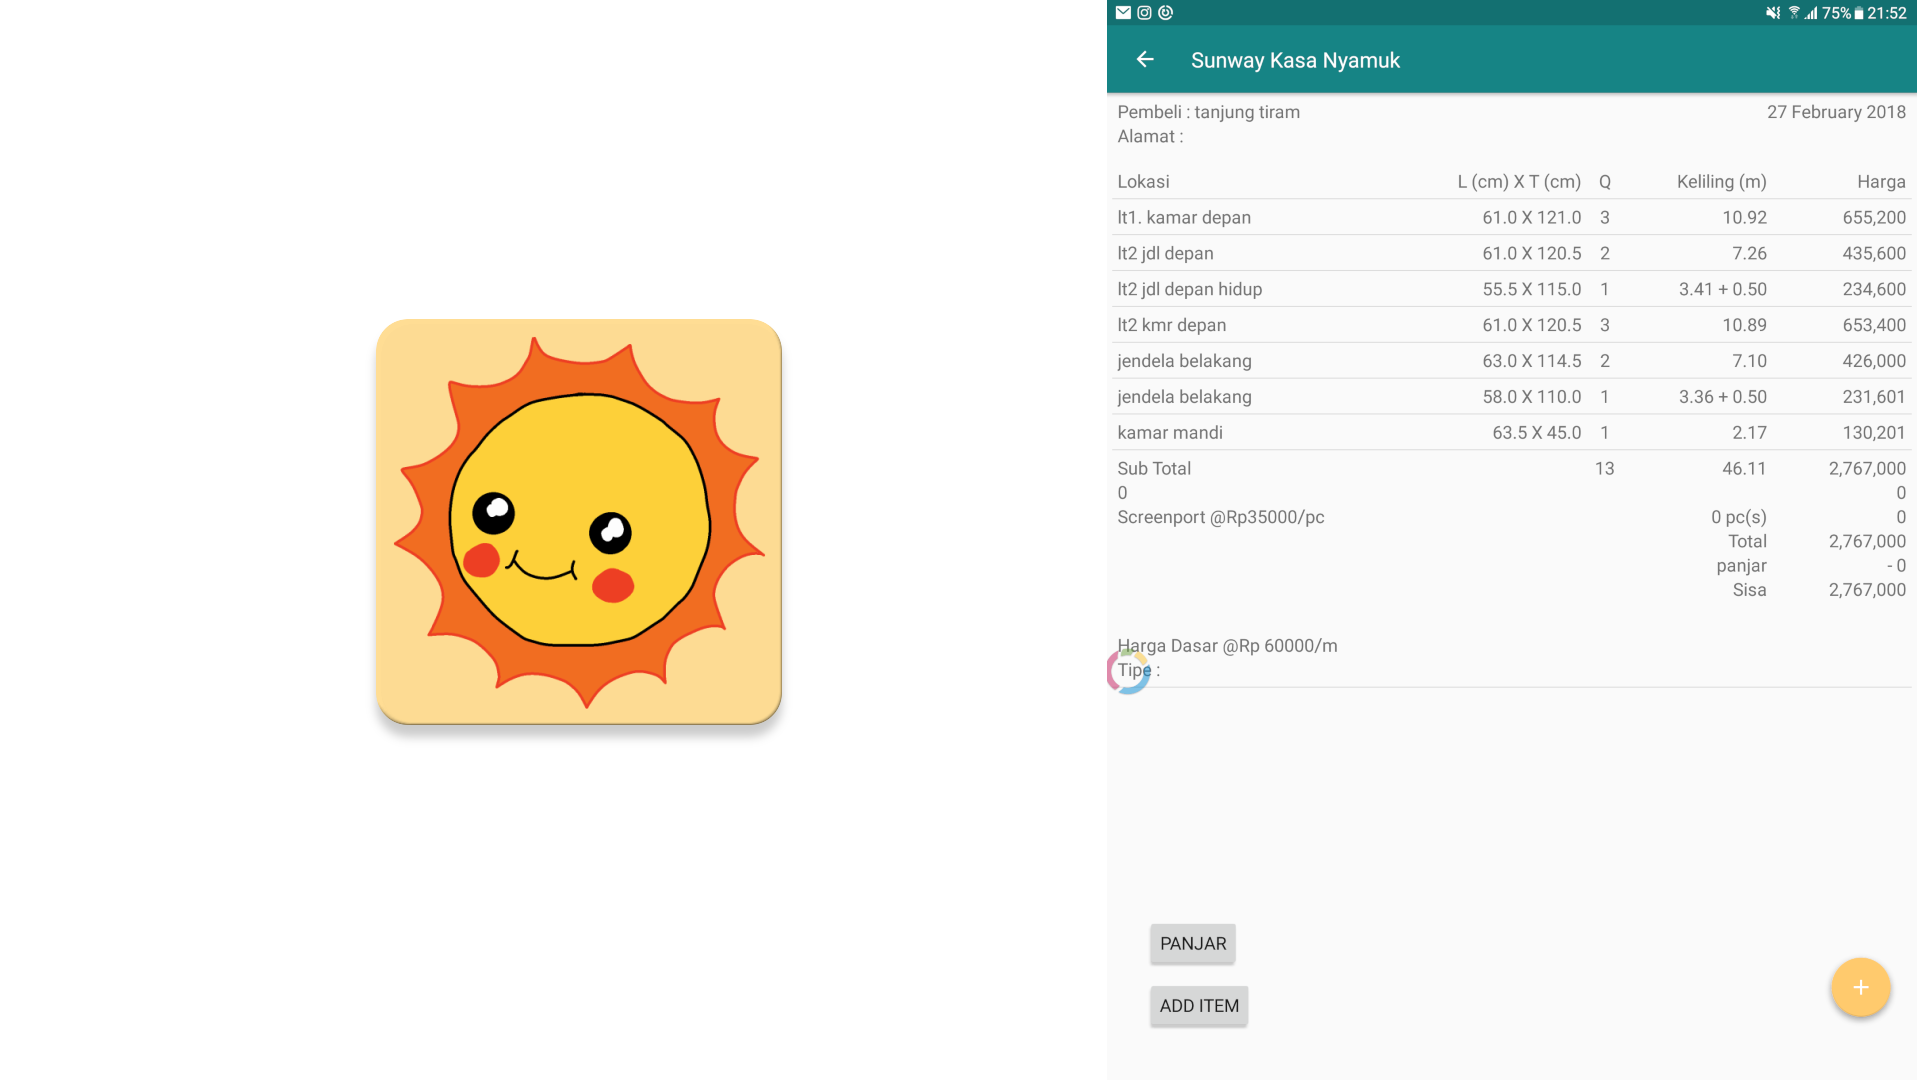 75% 21:52
Sunway Kasa Nyamuk
Pembeli : tanjung tiram 27 February 2018
Alamat :
Lokasi L (cm) X T (cm) Q Keliling (m) Harga
lt1. kamar depan 61.0 X 121.0 3 10.92 655,200
lt2 jdl depan 61.0 X 120.5 2 7.26 435,600
lt2 jdl depan hidup 55.5 X 115.0 1 3.41 + 0.50 234,600
lt2 kmr depan 61.0 X 120.5 3 10.89 653,400
jendela belakang 63.0 X 114.5 2 7.10 426,000
jendela belakang 58.0 X 110.0 1 3.36 + 0.50 231,601
kamar mandi 63.5 X 45.0 1 2.17 130,201
Sub Total 13 46.11 2,767,000
0 0
Screenport @Rp35000/pc 0 pc(s) 0
Total 2,767,000
panjar - 0
Sisa 2,767,000
Harga Dasar @Rp 60000/m
Tipe :
PANJAR
ADD ITEM
+